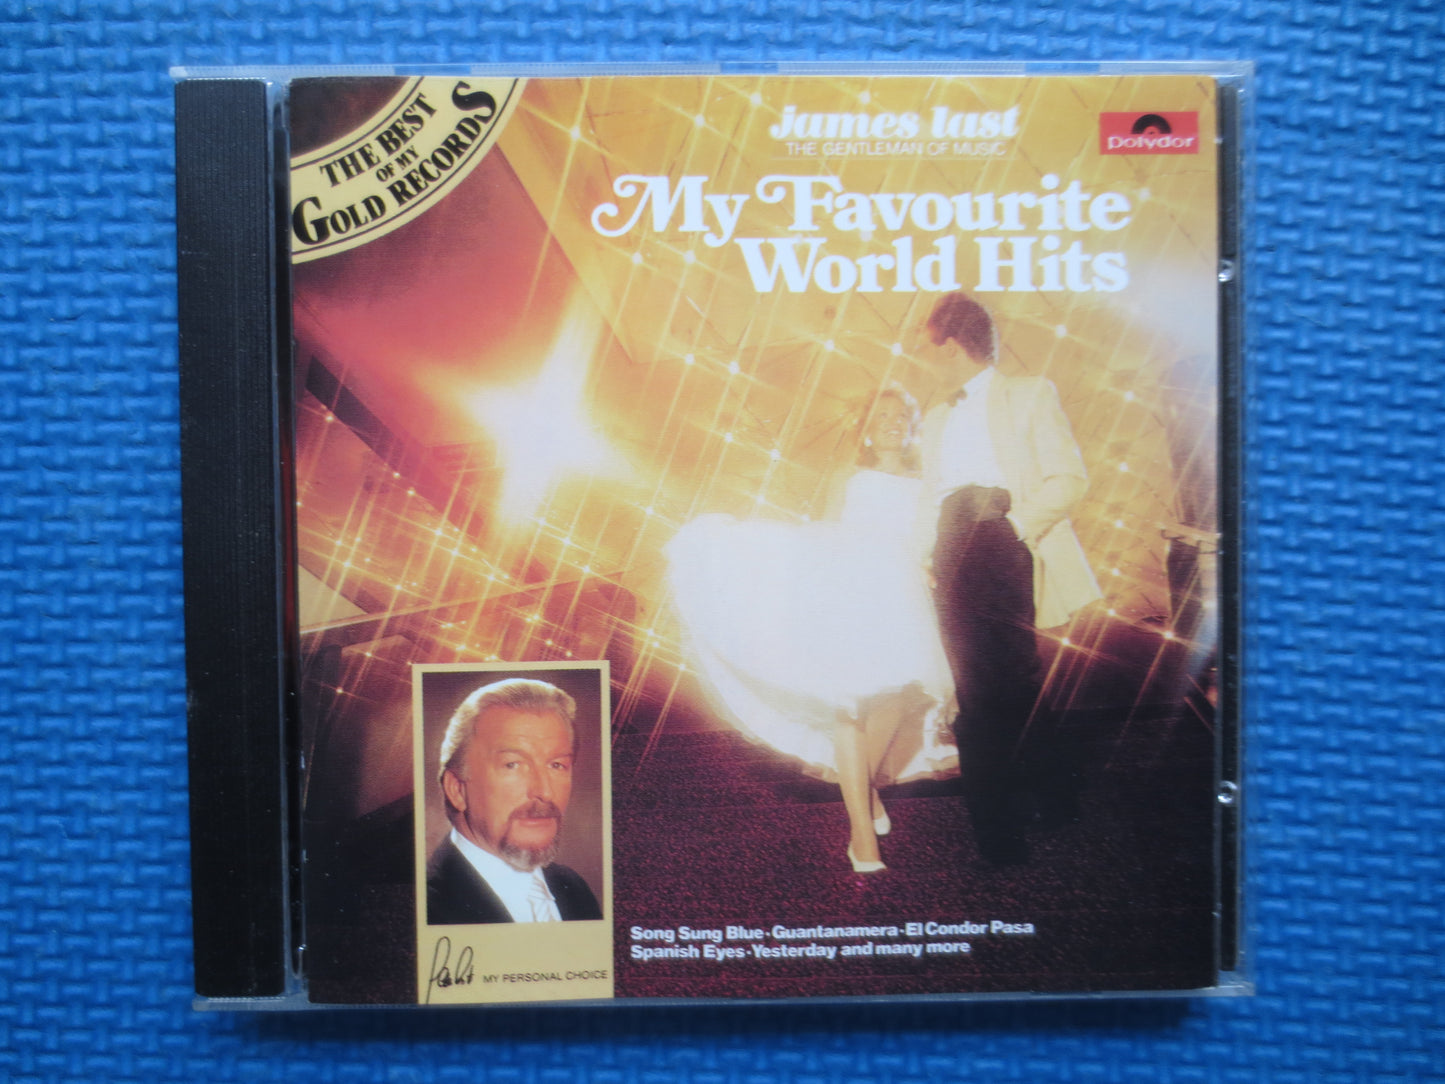 THE BEST
OF MY
GOLD RECORDS
james last
THE GENTLEMAN OF MUSIC
Polydor
My Favourite
World Hits
Song Sung Blue·Guantanamera·El Condor Pasa
Spanish Eyes·Yesterday and many more
MY PERSONAL CHOICE